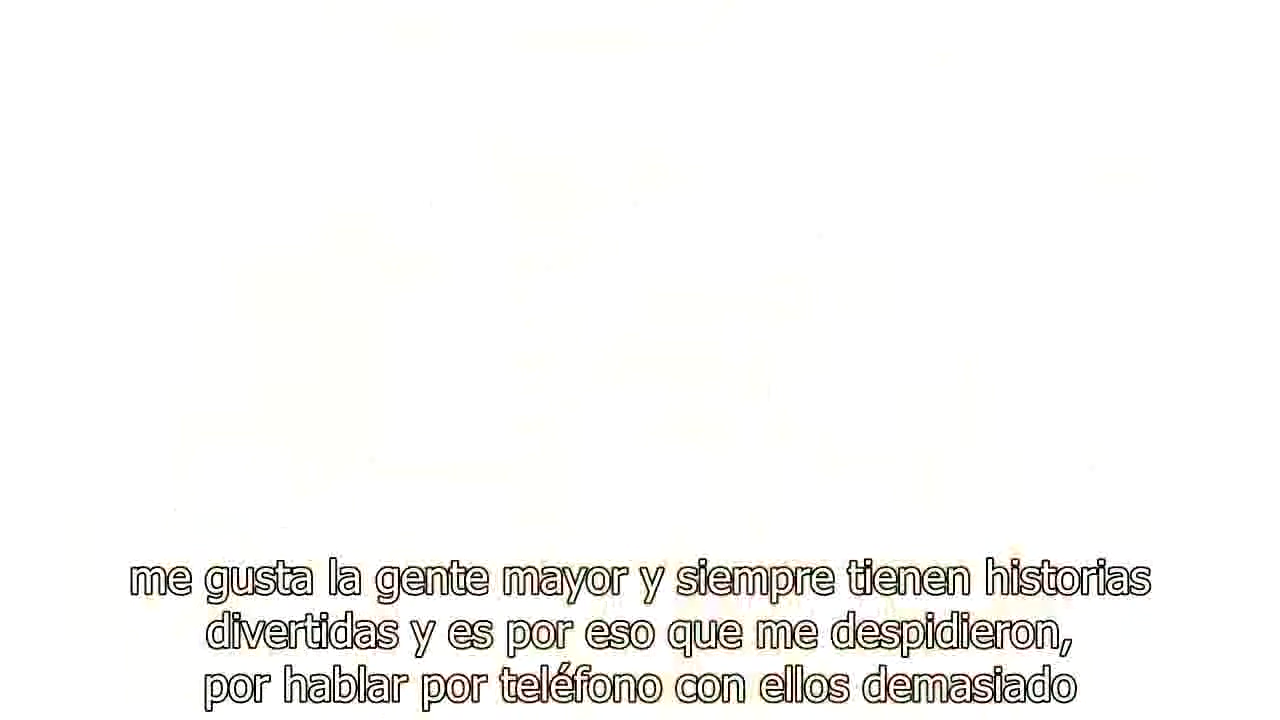 me gusta la gente mayor y siempre tienen historias
divertidas y es por eso que me despidieron,
por hablar por teléfono con ellos demasiado